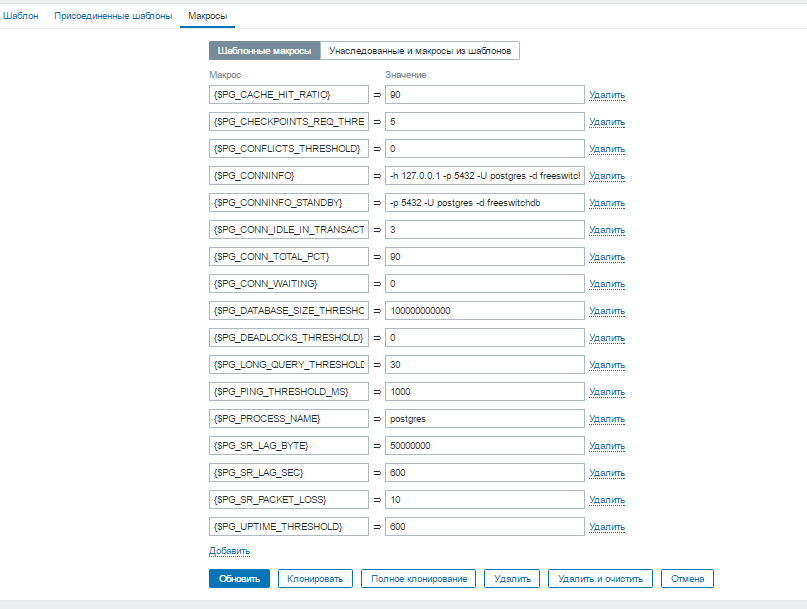 Шаблон Присоединенные шаблоны Макросы
Шаблонные макросы Унаследованные и макросы из шаблонов
Макрос Значение
{$PG_CACHE_HIT_RATIO} ⇒ 90 Удалить
{$PG_CHECKPOINTS_REQ_THRE ⇒ 5 Удалить
{$PG_CONFLICTS_THRESHOLD} ⇒ 0 Удалить
{$PG_CONNINFO} ⇒ -h 127.0.0.1 -p 5432 -U postgres -d freeswitch Удалить
{$PG_CONNINFO_STANDBY} ⇒ -p 5432 -U postgres -d freeswitchdb Удалить
{$PG_CONN_IDLE_IN_TRANSACT ⇒ 3 Удалить
{$PG_CONN_TOTAL_PCT} ⇒ 90 Удалить
{$PG_CONN_WAITING} ⇒ 0 Удалить
{$PG_DATABASE_SIZE_THRESHO ⇒ 100000000000 Удалить
{$PG_DEADLOCKS_THRESHOLD} ⇒ 0 Удалить
{$PG_LONG_QUERY_THRESHOLD ⇒ 30 Удалить
{$PG_PING_THRESHOLD_MS} ⇒ 1000 Удалить
{$PG_PROCESS_NAME} ⇒ postgres Удалить
{$PG_SR_LAG_BYTE} ⇒ 50000000 Удалить
{$PG_SR_LAG_SEC} ⇒ 600 Удалить
{$PG_SR_PACKET_LOSS} ⇒ 10 Удалить
{$PG_UPTIME_THRESHOLD} ⇒ 600 Удалить
Добавить
Обновить Клонировать Полное клонирование Удалить Удалить и очистить Отмена